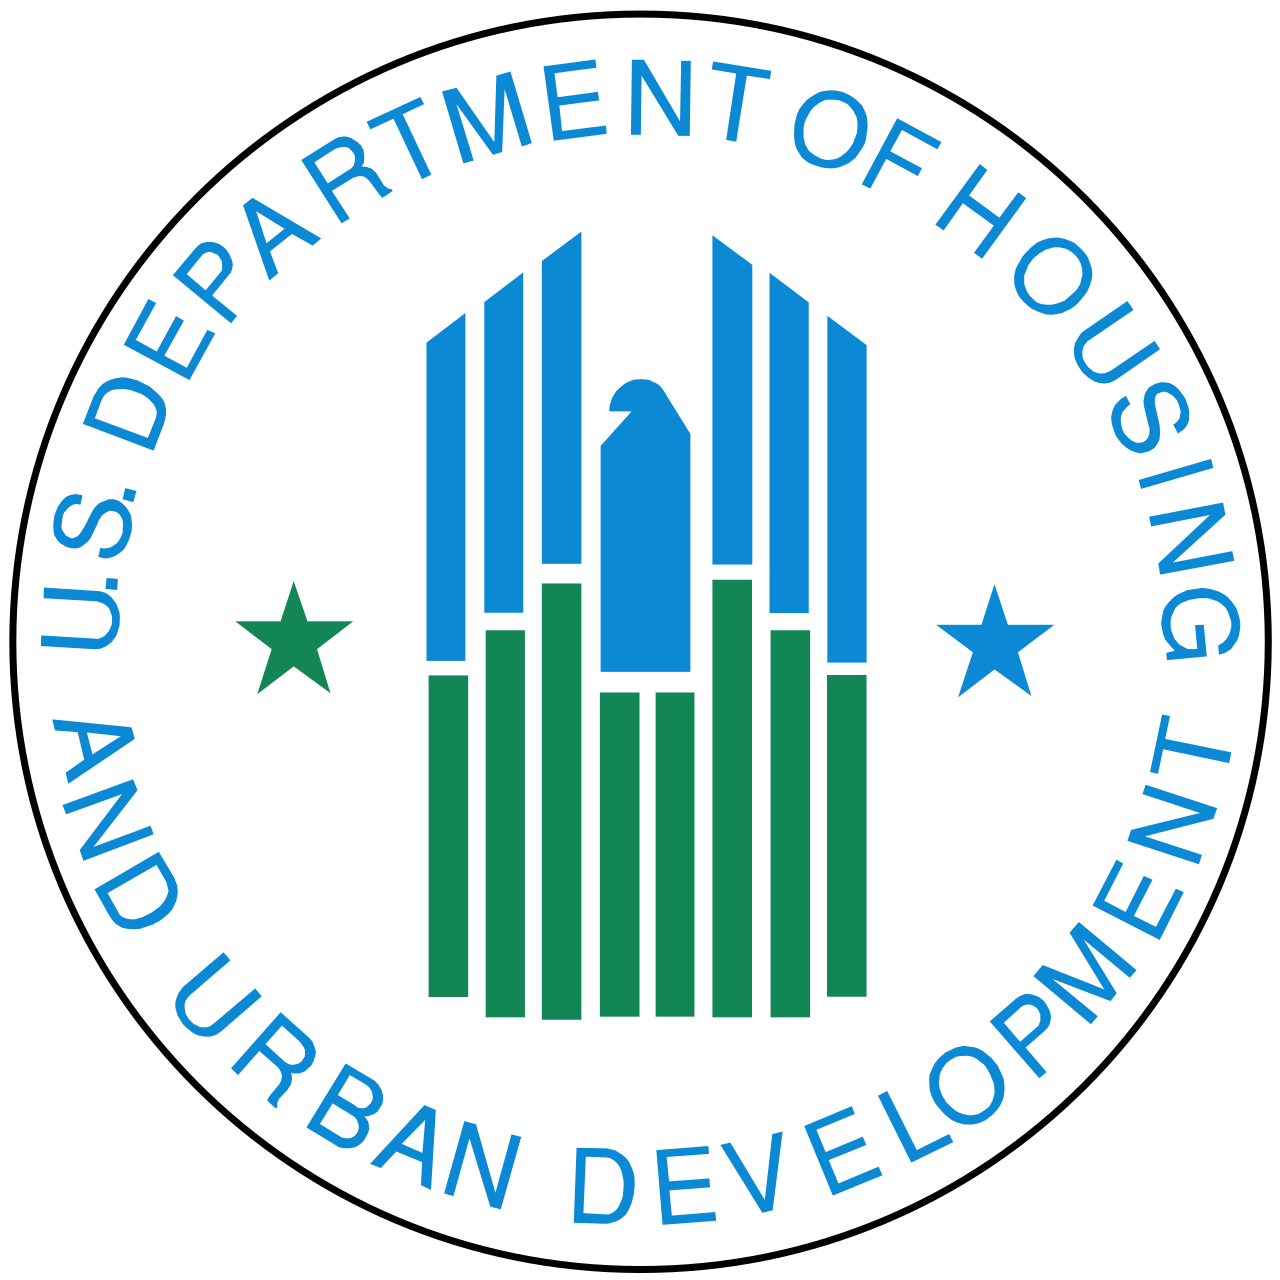 U.S. DEPARTMENT OF HOUSING
AND URBAN DEVELOPMENT